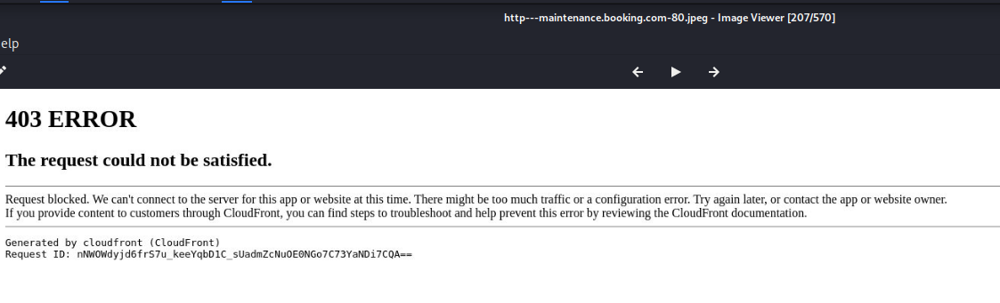 http---maintenance.booking.com-80.jpeg - Image Viewer [207/570]
elp
403 ERROR
The request could not be satisfied.
Request blocked. We can't connect to the server for this app or website at this time. There might be too much traffic or a configuration error. Try again later, or contact the app or website owner.
If you provide content to customers through CloudFront, you can find steps to troubleshoot and help prevent this error by reviewing the CloudFront documentation.
Generated by cloudfront (CloudFront)
Request ID: nNWOWdyjd6frS7u_keeYqbD1C_sUadmZcNuOE0NGo7C73YaNDi7CQA==